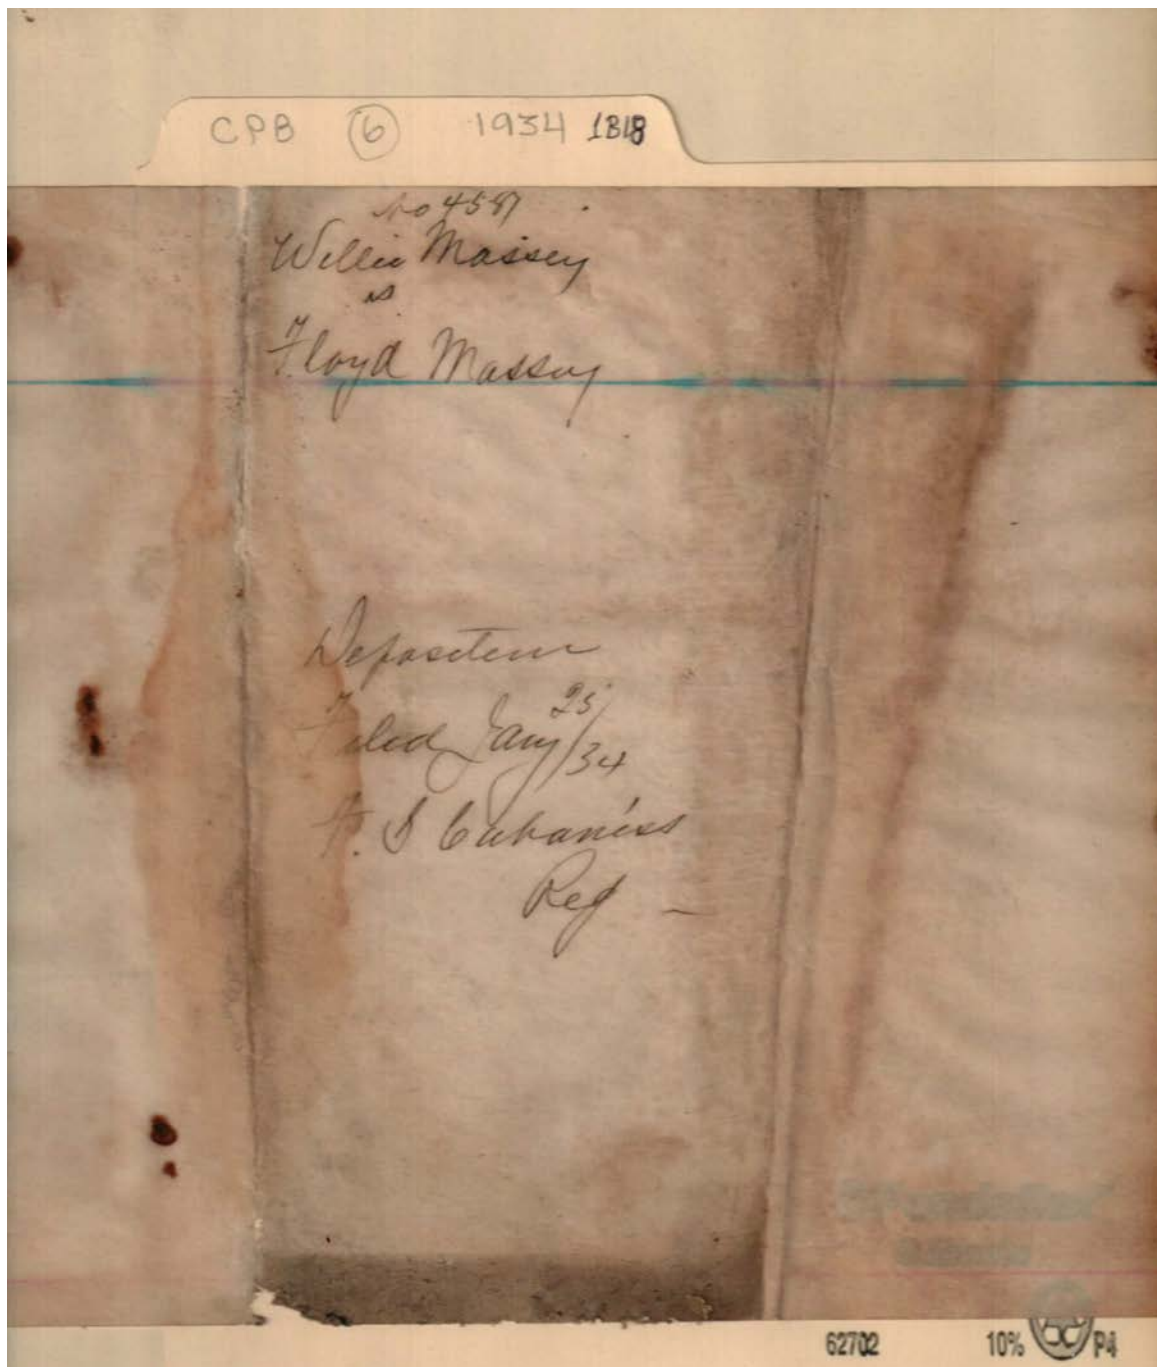 CPB 6 1934 1818
No 4587
Willie Massey
vs
Floyd Massey
Deposition
Filed Jany 25/34
F. S Cabaniss
Reg
62702 10% P4